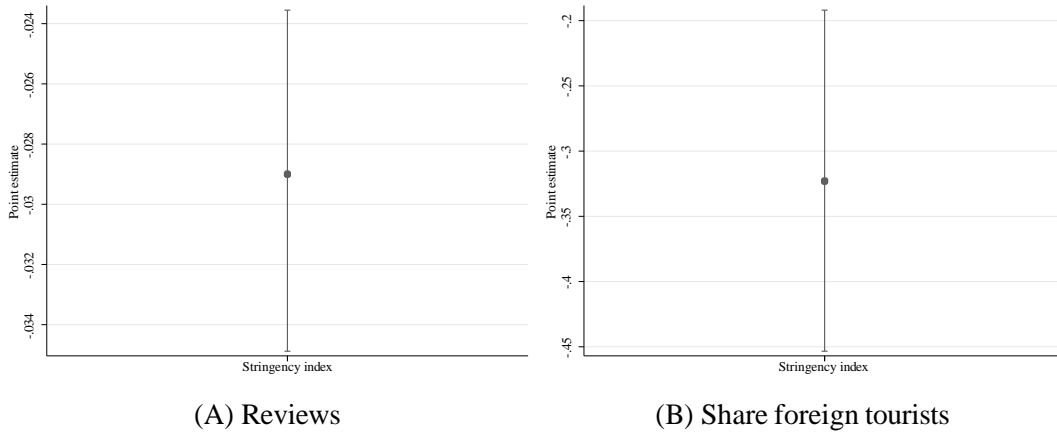 Point estimate
-.024
-.026
-.028
-.03
-.032
-.034
Stringency index
(A) Reviews
Point estimate
-.2
-.25
-.3
-.35
-.4
-.45
Stringency index
(B) Share foreign tourists